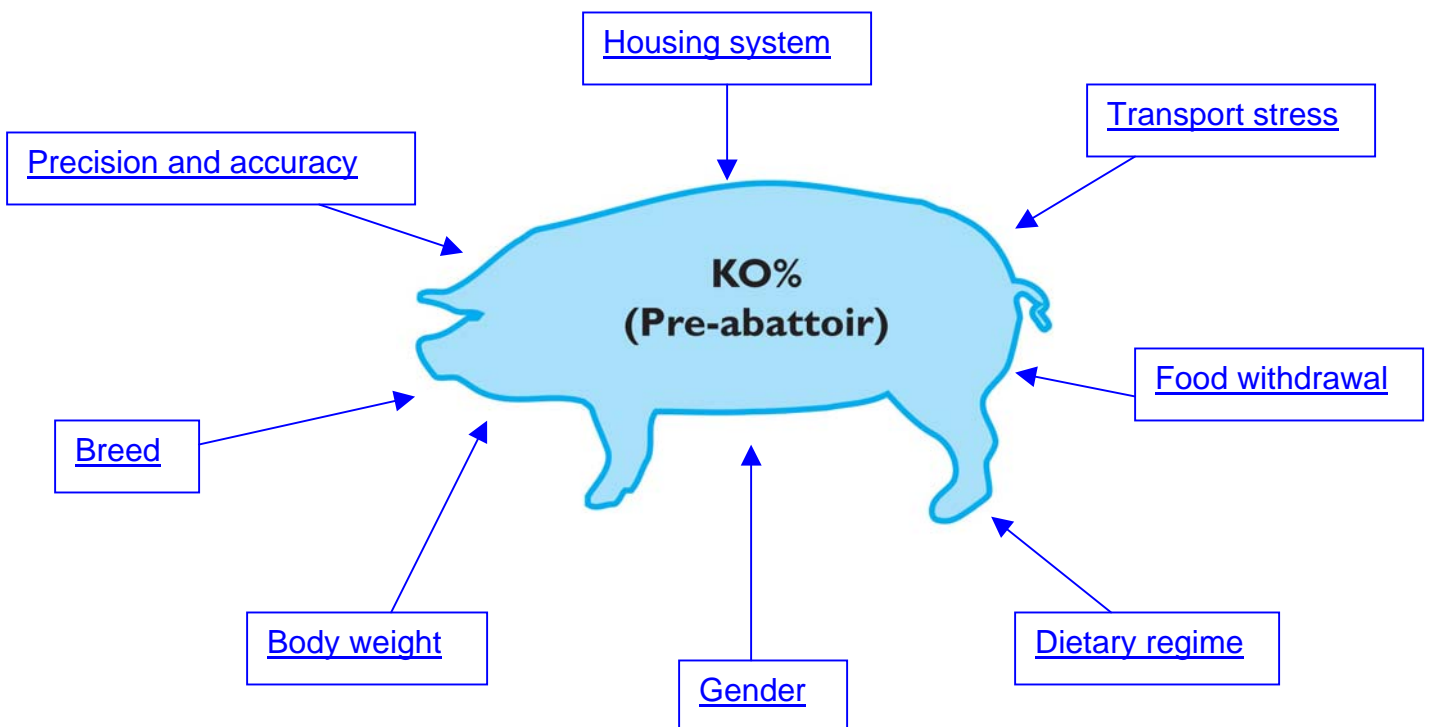 Housing system
Transport stress
Precision and accuracy
KO%
(Pre-abattoir)
Food withdrawal
Breed
Body weight
Dietary regime
Gender